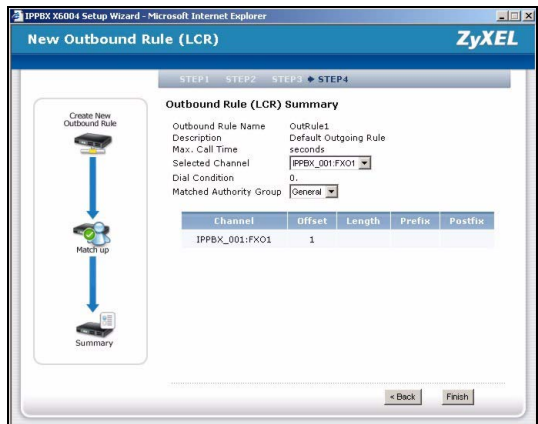 IPPBX X6004 Setup Wizard - Microsoft Internet Explorer
New Outbound Rule (LCR)
ZyXEL
STEP1 STEP2 STEP3 STEP4
Create New
Outbound Rule
Match up
Summary
Outbound Rule (LCR) Summary
Outbound Rule Name OutRule1
Description Default Outgoing Rule
Max. Call Time seconds
Selected Channel IPPBX_001:FXO1
Dial Condition 0.
Matched Authority Group General
Channel Offset Length Prefix Postfix
IPPBX_001:FXO1 1
< Back Finish